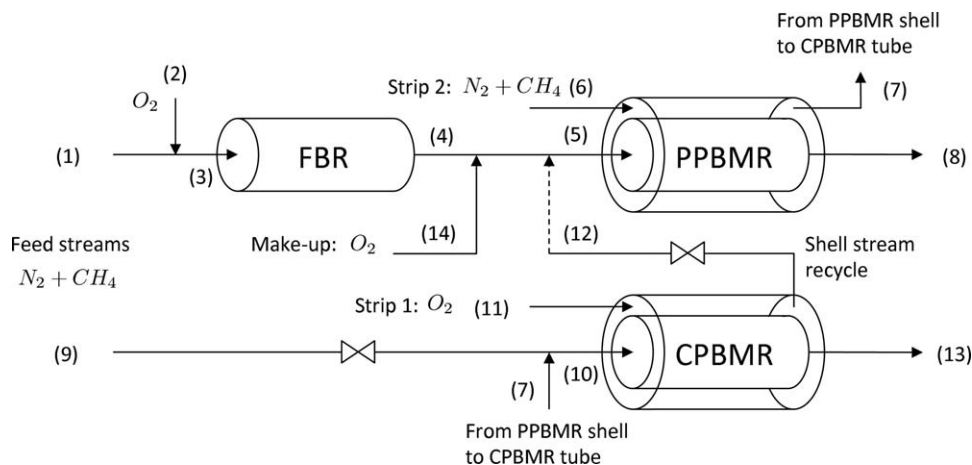 From PPBMR shell
to CPBMR tube
(2)
O₂
Strip 2: N₂ + CH₄ (6)
(7)
(1)
(3)
FBR
(4)
(5)
PPBMR
(8)
Feed streams
N₂ + CH₄
Make-up: O₂
(14)
(12)
Shell stream
recycle
Strip 1: O₂ (11)
(9)
(7)
(10)
CPBMR
(13)
From PPBMR shell
to CPBMR tube